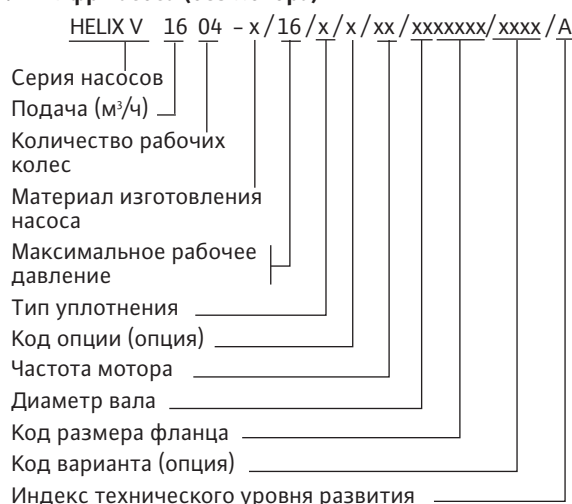 HELIX V 16 04 – x/16/x/x/xx/xxxxxxx/xxxx/A
Серия насосов
Подача (м³/ч)
Количество рабочих
колес
Материал изготовления
насоса
Максимальное рабочее
давление
Тип уплотнения
Код опции (опция)
Частота мотора
Диаметр вала
Код размера фланца
Код варианта (опция)
Индекс технического уровня развития